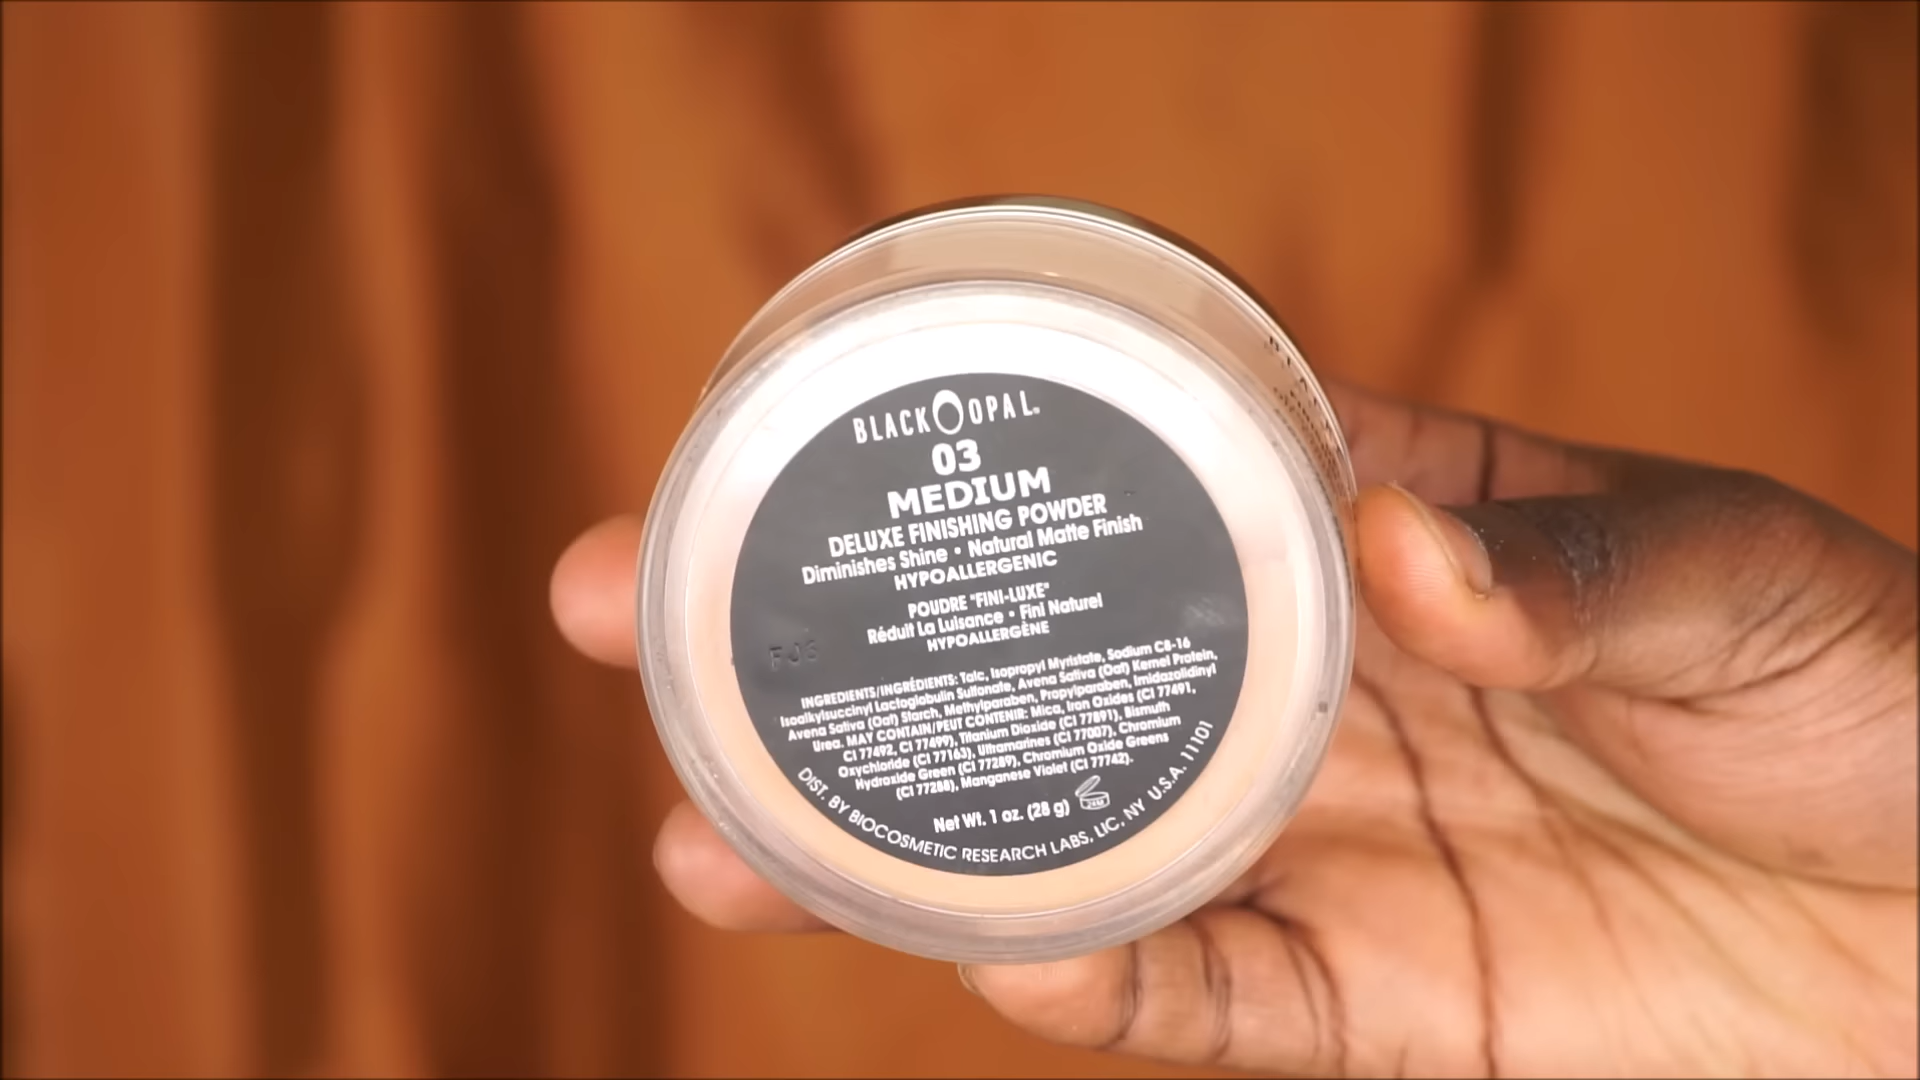 BLACK OPAL
03
MEDIUM
DELUXE FINISHING POWDER
Diminishes Shine • Natural Matte Finish
HYPOALLERGENIC
POUDRE "FINI-LUXE"
Réduit La Luisance • Fini Naturel
HYPOALLERGÈNE
INGREDIENTS/INGRÉDIENTS: Talc, Isopropyl Myristate, Sodium C8-16
Isoalkylsuccinyl Lactoglobulin Sulfonate, Avena Sativa (Oat) Kernel Protein,
Avena Sativa (Oat) Starch, Methylparaben, Propylparaben, Imidazolidinyl
Urea. MAY CONTAIN/PEUT CONTENIR: Mica, Iron Oxides (CI 77491,
CI 77492, CI 77499), Titanium Dioxide (CI 77891), Bismuth
Oxychloride (CI 77163), Ultramarines (CI 77007), Chromium
Hydroxide Green (CI 77289), Chromium Oxide Greens
(CI 77288), Manganese Violet (CI 77742).
Net Wt. 1 oz. (28 g) 24M
DIST. BY BIOCOSMETIC RESEARCH LABS, LIC, NY U.S.A. 11101